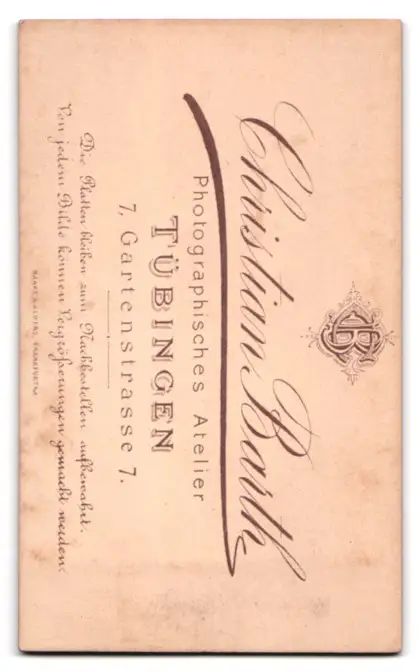 CB
Christian Barth
Photographisches Atelier
TÜBINGEN
7, Gartenstrasse 7.
Die Platten bleiben zum Nachbestellen aufbewahrt.
Von jedem Bilde können Vergrößerungen gemacht werden.